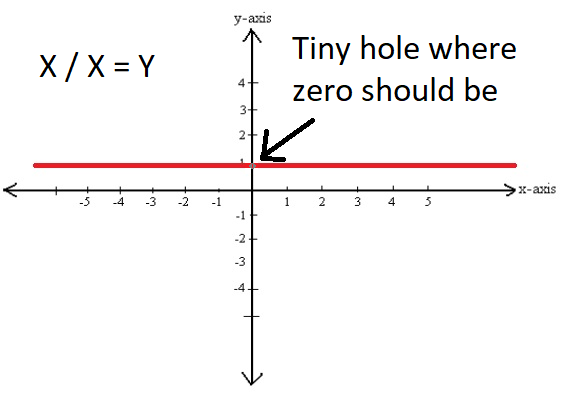 y-axis
X / X = Y
Tiny hole where
zero should be
4
3
2
1
x-axis
-5 -4 -3 -2 -1 1 2 3 4 5
-1
-2
-3
-4